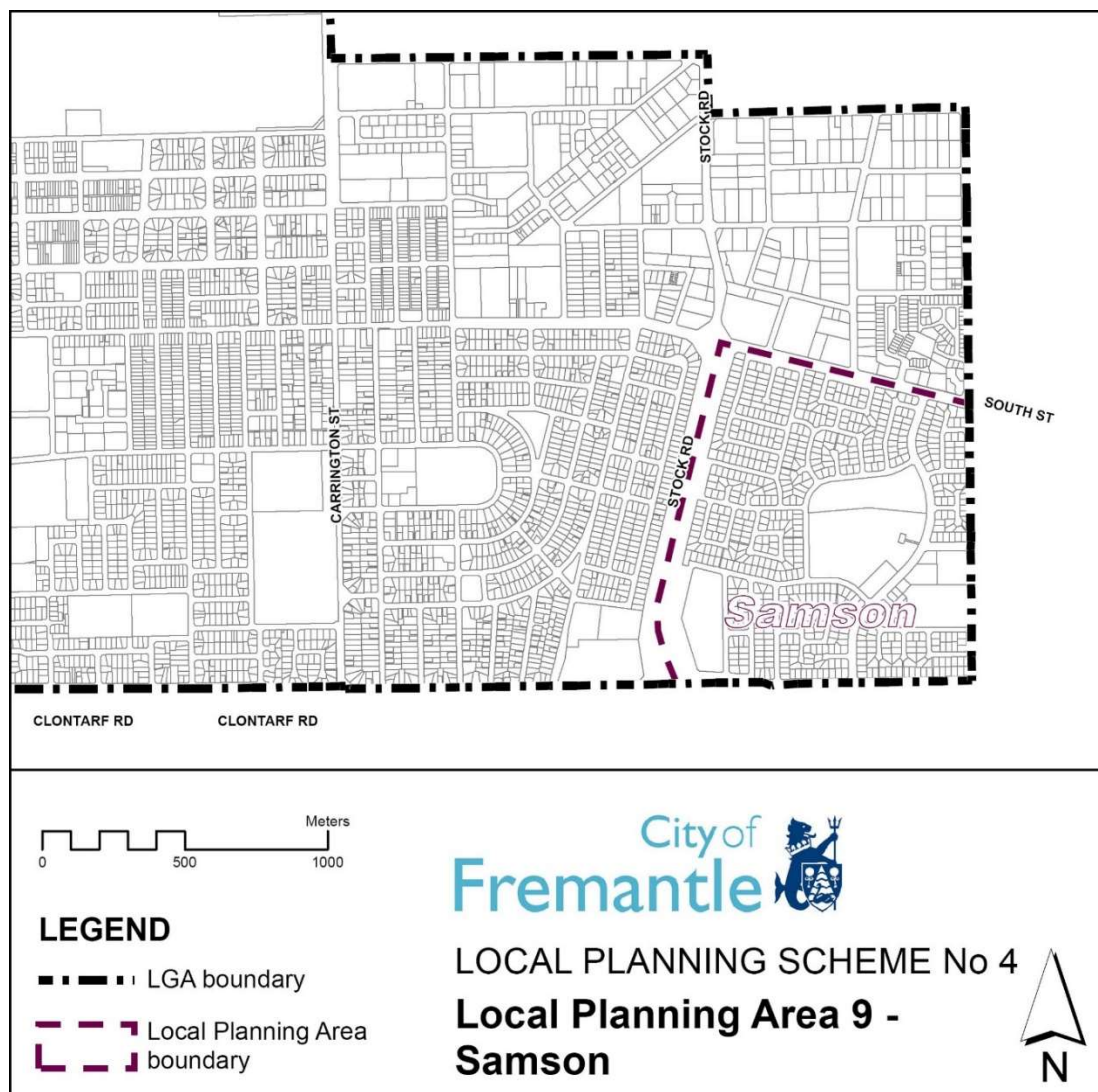 STOCK RD
SOUTH ST
CARRINGTON ST
STOCK RD
Samson
CLONTARF RD
CLONTARF RD
Meters
0 500 1000
LEGEND
LGA boundary
Local Planning Area
boundary
City of
Fremantle
LOCAL PLANNING SCHEME No 4
Local Planning Area 9 -
Samson
N